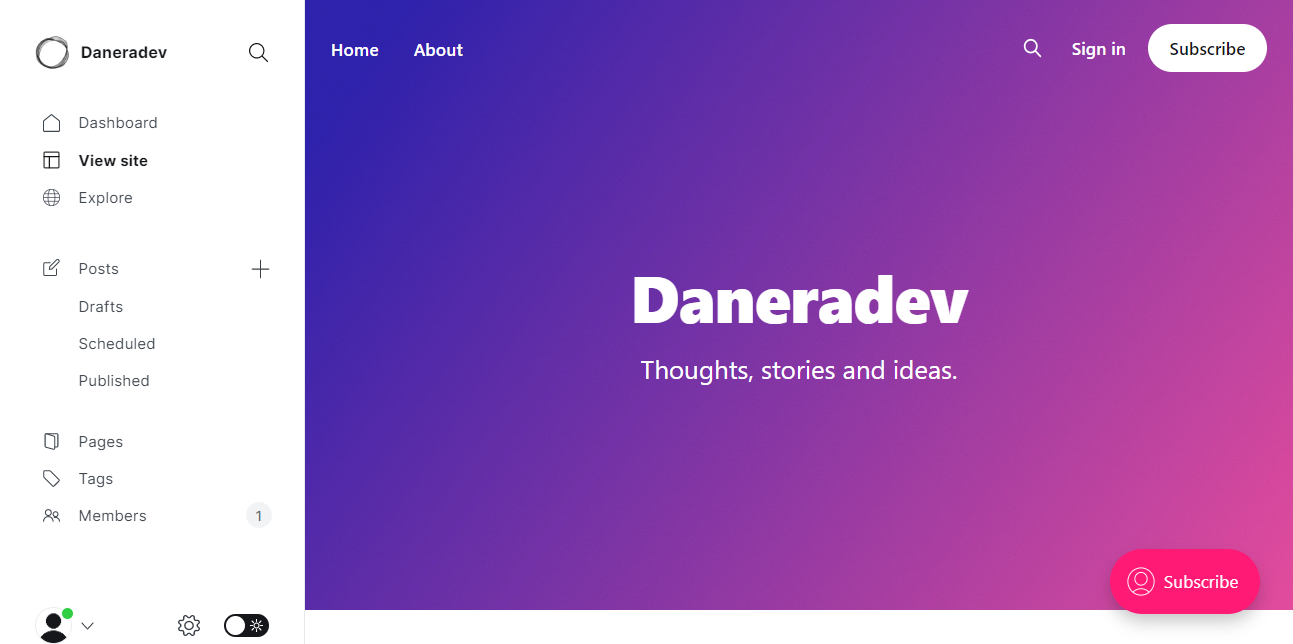 Daneradev
Dashboard
View site
Explore
Posts
Drafts
Scheduled
Published
Pages
Tags
Members 1
Home About Sign in Subscribe
Daneradev
Thoughts, stories and ideas.
Subscribe